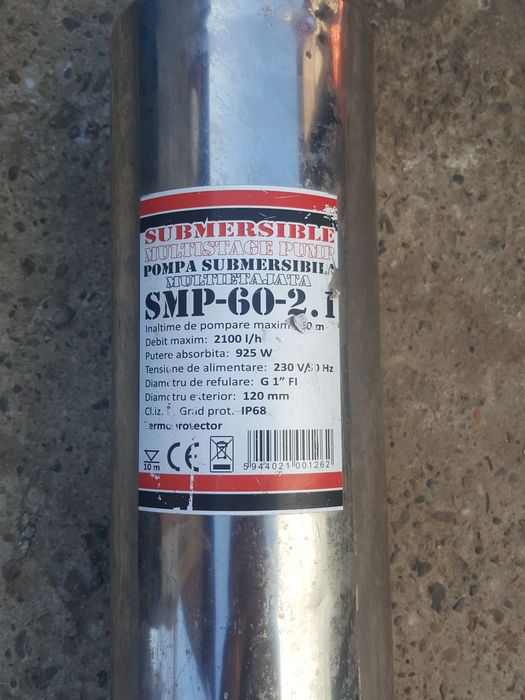 SUBMERSIBLE
MULTISTAGE PUMP
POMPA SUBMERSIBILA
MULTIETAJATA
SMP-60-2.1
Inaltime de pompare maxim
Debit maxim: 2100 l/h
Putere absorbita: 925 W
Tensiune de alimentare: 230 V/50 Hz
Diametru de refulare: G 1” FI
Diametru exterior: 120 mm
Cl.iz. Grad prot. IP68
Termoprotector
10 m CE
5944021001262